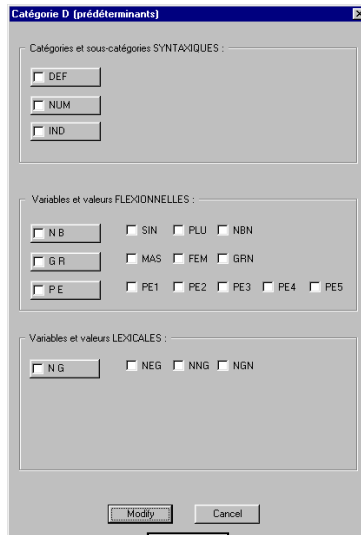 Catégorie D (prédéterminants)
Catégories et sous-catégories SYNTAXIQUES :
DEF
NUM
IND
Variables et valeurs FLEXIONNELLES :
N B SIN PLU NBN
G R MAS FEM GRN
P E PE1 PE2 PE3 PE4 PE5
Variables et valeurs LEXICALES :
N G NEG NNG NGN
Modify Cancel